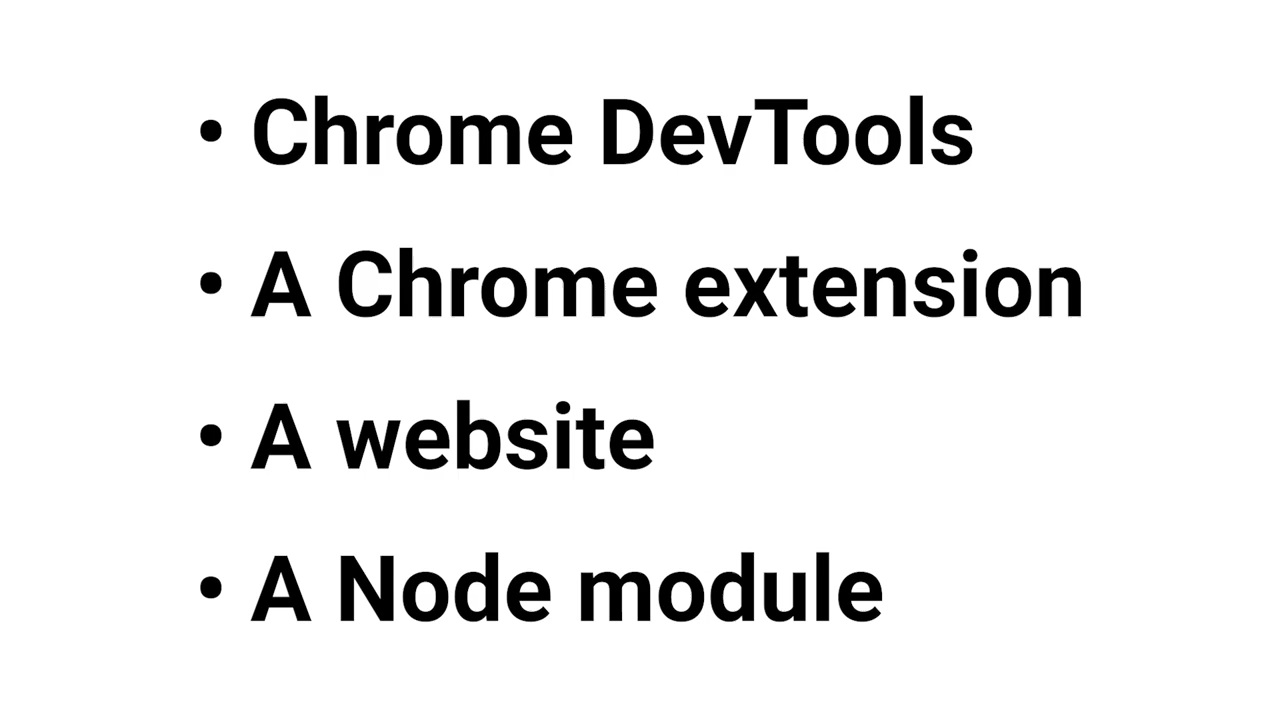 • Chrome DevTools
• A Chrome extension
• A website
• A Node module